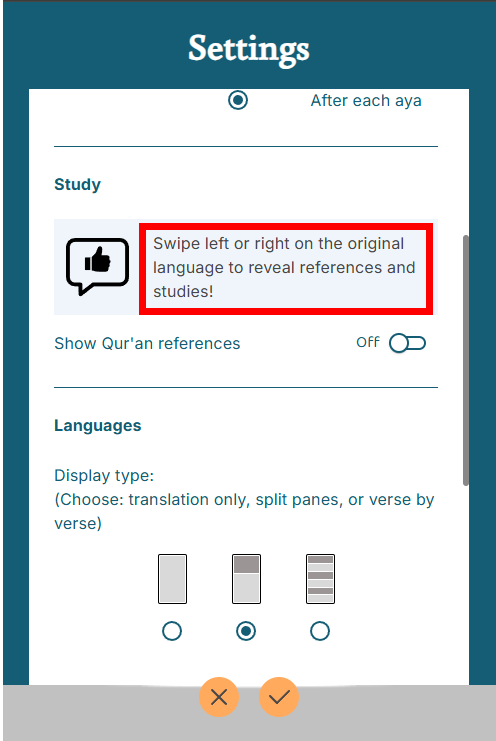 Settings
After each aya
Study
Swipe left or right on the original
language to reveal references and
studies!
Show Qur'an references
Off
Languages
Display type:
(Choose: translation only, split panes, or verse by
verse)